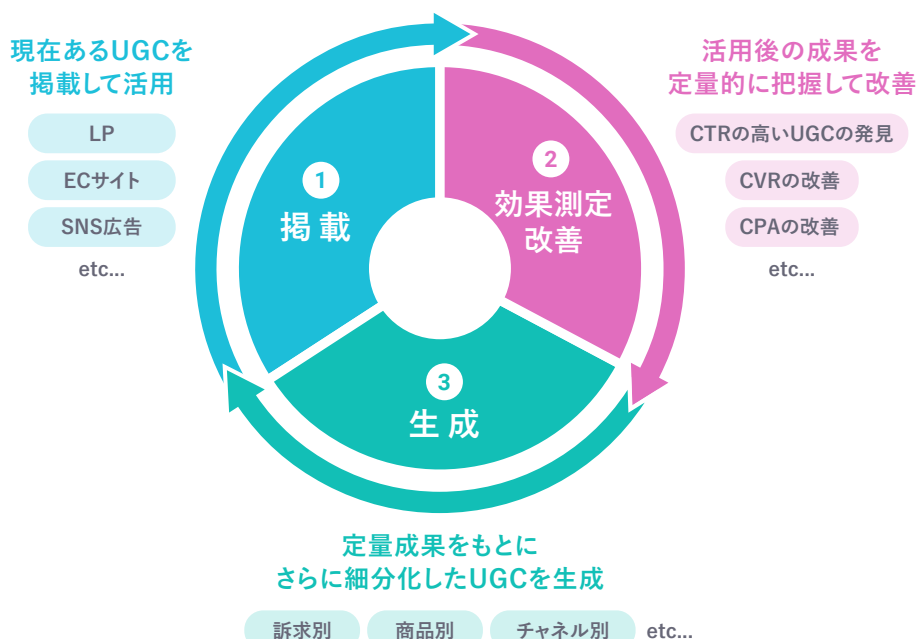 現在あるUGCを
掲載して活用
LP
ECサイト
SNS広告
etc...
1
掲載
2
効果測定
改善
活用後の成果を
定量的に把握して改善
CTRの高いUGCの発見
CVRの改善
CPAの改善
etc...
3
生成
定量成果をもとに
さらに細分化したUGCを生成
訴求別 商品別 チャネル別 etc...